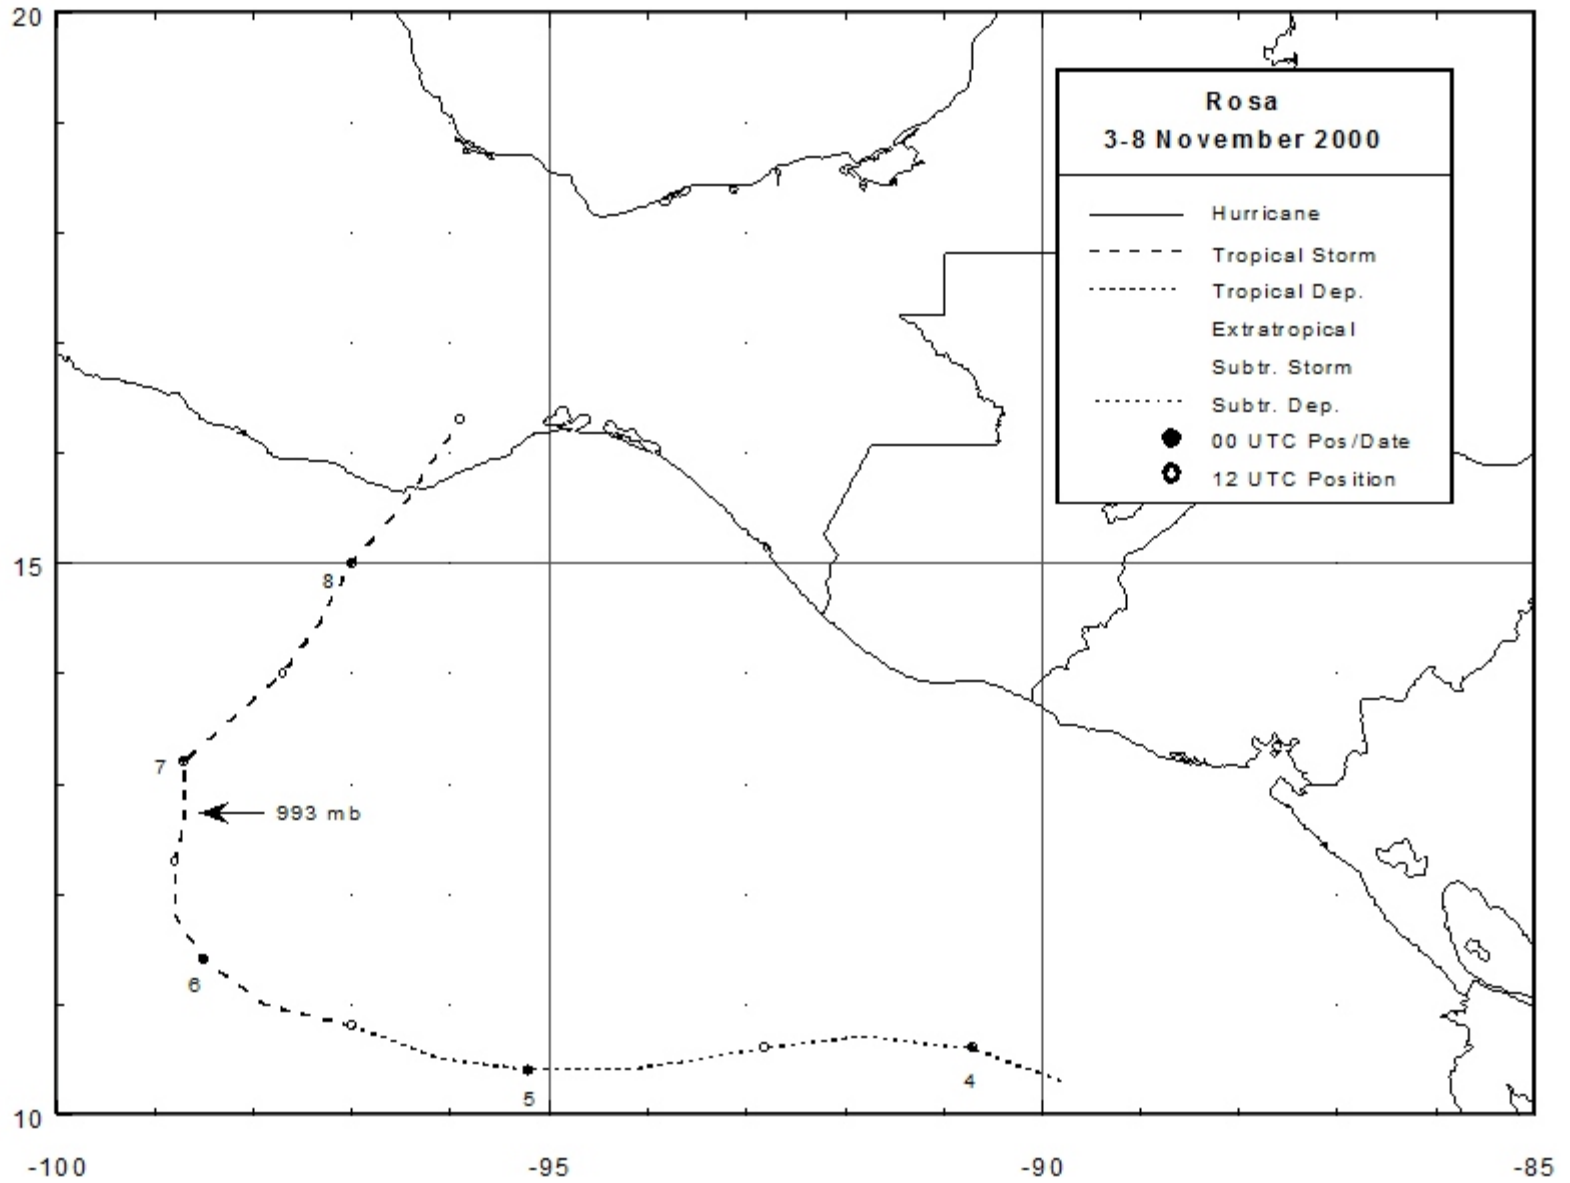 20
Rosa
3-8 November 2000
Hurricane
Tropical Storm
Tropical Dep.
Extratropical
Subtr. Storm
Subtr. Dep.
00 UTC Pos/Date
12 UTC Position
15
8
7
993 mb
6
5
4
10
-100
-95
-90
-85